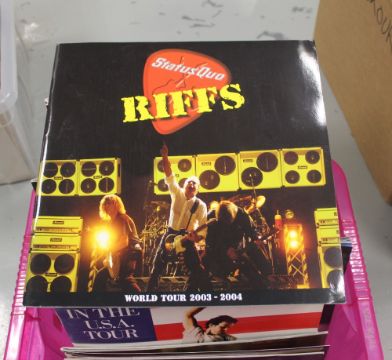 Status Quo
RIFFS
WORLD TOUR 2003 - 2004
IN THE
U.S.A.
TOUR